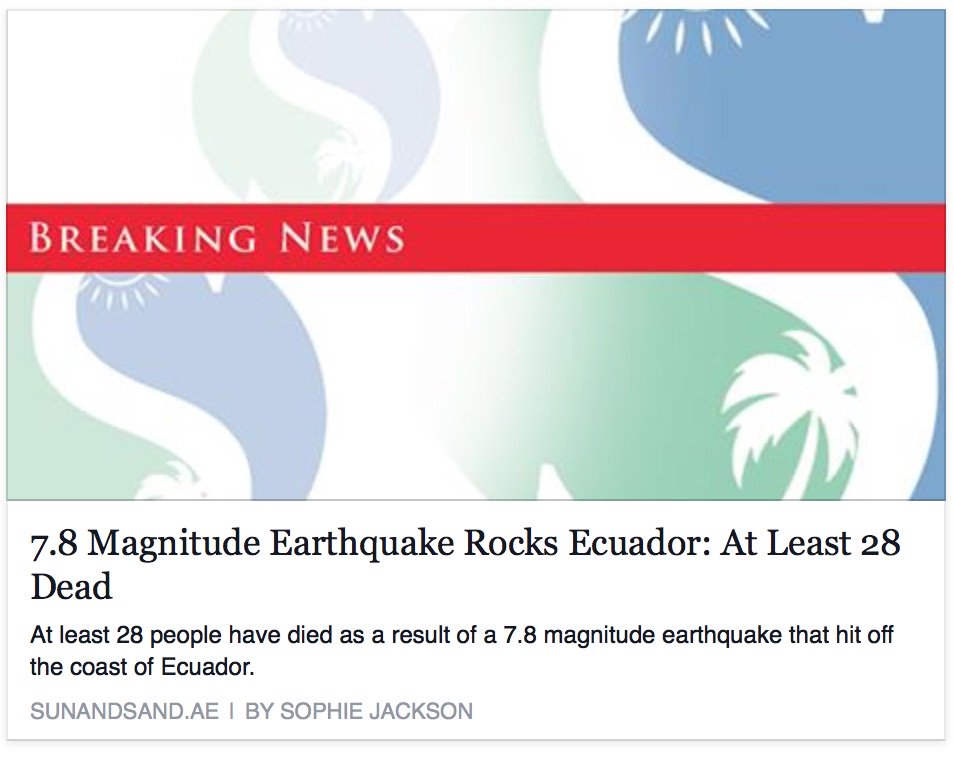 BREAKING NEWS
7.8 Magnitude Earthquake Rocks Ecuador: At Least 28
Dead
At least 28 people have died as a result of a 7.8 magnitude earthquake that hit off
the coast of Ecuador.
SUNANDSAND.AE | BY SOPHIE JACKSON